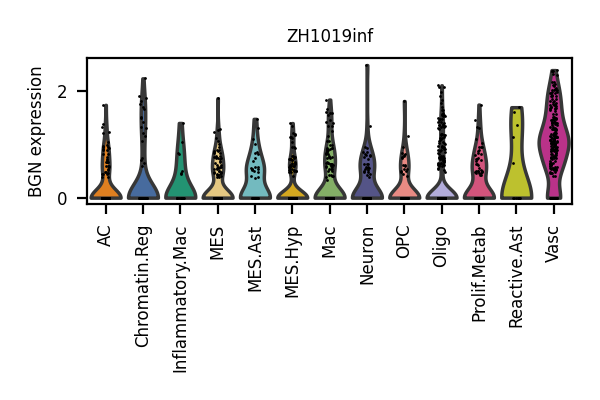 ZH1019inf
BGN expression
2
0
AC
Chromatin.Reg
Inflammatory.Mac
MES
MES.Ast
MES.Hyp
Mac
Neuron
OPC
Oligo
Prolif.Metab
Reactive.Ast
Vasc